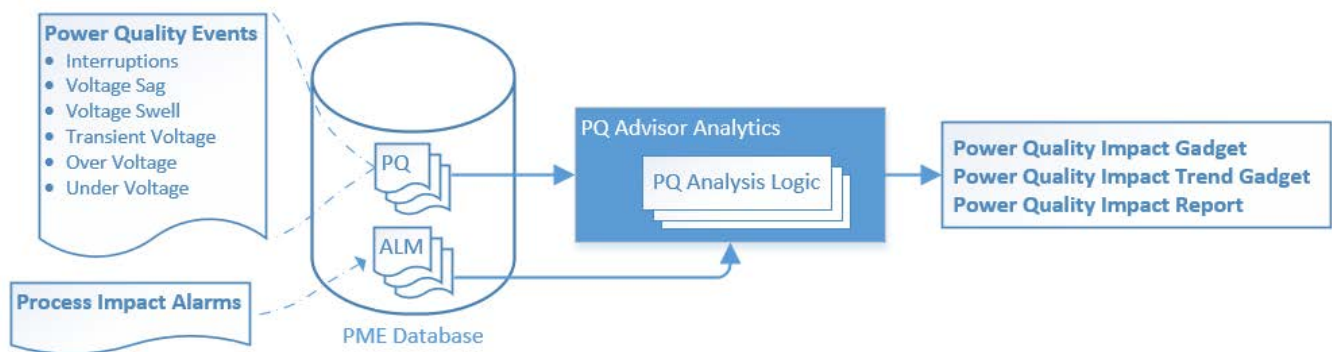 Power Quality Events
• Interruptions
• Voltage Sag
• Voltage Swell
• Transient Voltage
• Over Voltage
• Under Voltage
Process Impact Alarms
PQ
ALM
PME Database
PQ Advisor Analytics
PQ Analysis Logic
Power Quality Impact Gadget
Power Quality Impact Trend Gadget
Power Quality Impact Report